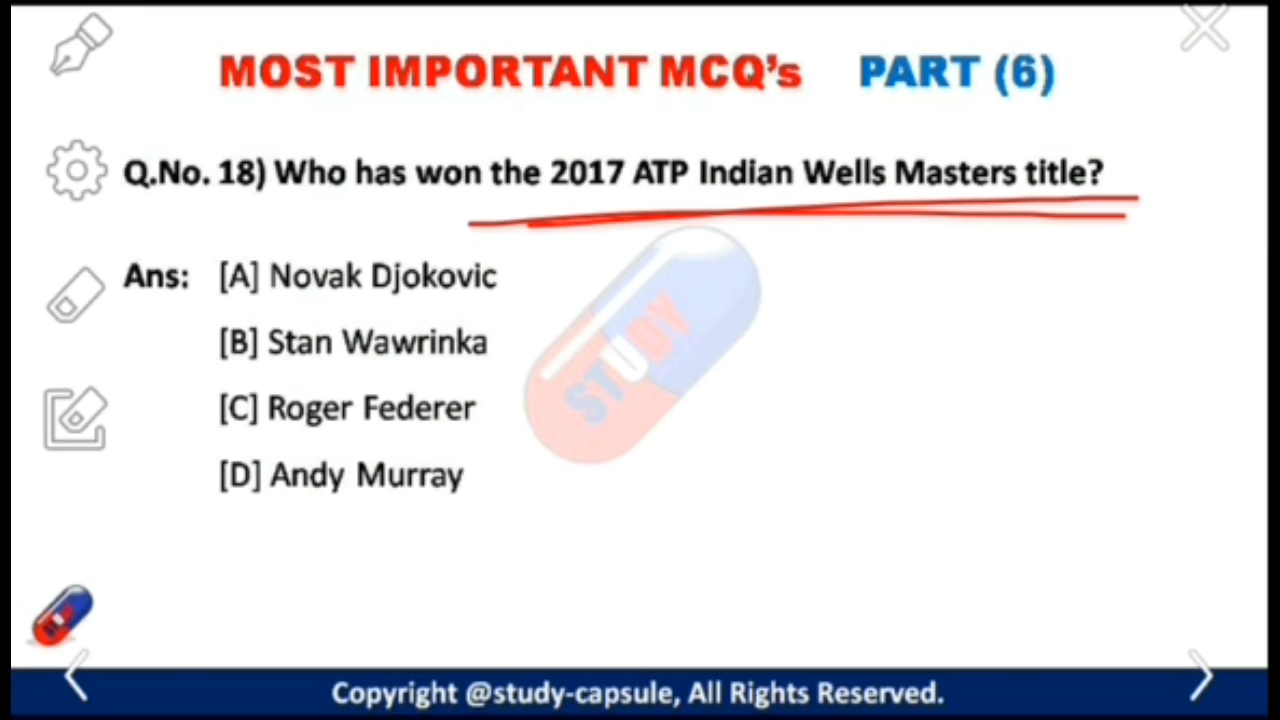 MOST IMPORTANT MCQ's PART (6)
Q.No. 18) Who has won the 2017 ATP Indian Wells Masters title?
Ans: [A] Novak Djokovic
[B] Stan Wawrinka
[C] Roger Federer
[D] Andy Murray
STUDY
Copyright @study-capsule, All Rights Reserved.